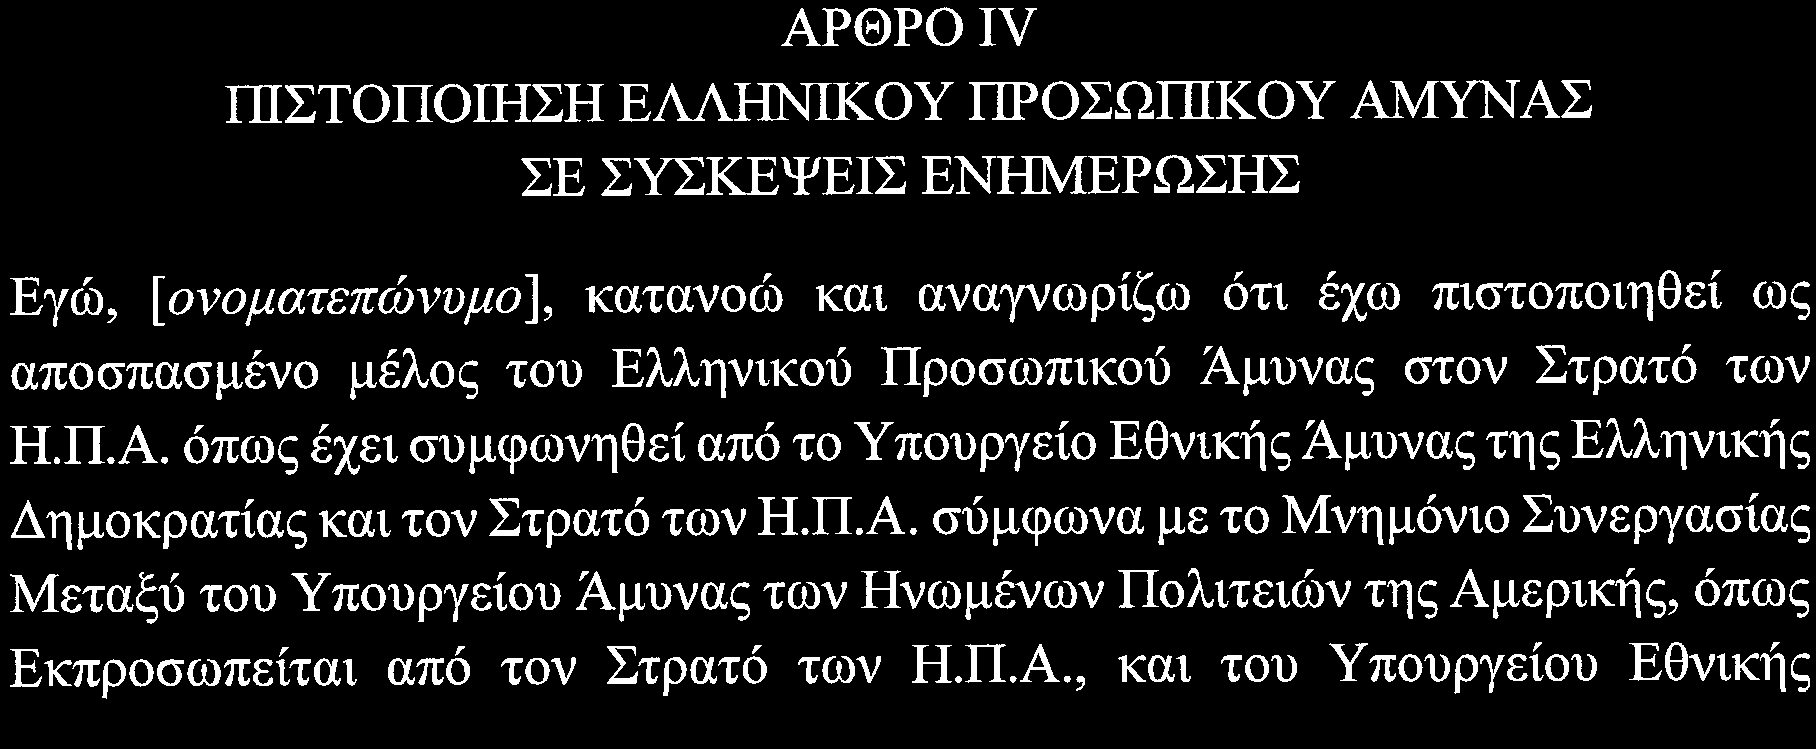 ΑΡΘΡΟ IV
ΠΙΣΤΟΠΟΙΗΣΗ ΕΛΛΗΝΙΚΟΥ ΠΡΟΣΩΠΙΚΟΥ ΑΜΥΝΑΣ
ΣΕ ΣΥΣΚΕΨΕΙΣ ΕΝΗΜΕΡΩΣΗΣ
Εγώ, [ονοματεπώνυμο], κατανοώ και αναγνωρίζω ότι έχω πιστοποιηθεί ως
αποσπασμένο μέλος του Ελληνικού Προσωπικού Άμυνας στον Στρατό των
Η.Π.Α. όπως έχει συμφωνηθεί από το Υπουργείο Εθνικής Άμυνας της Ελληνικής
Δημοκρατίας και τον Στρατό των Η.Π.Α. σύμφωνα με το Μνημόνιο Συνεργασίας
Μεταξύ του Υπουργείου Άμυνας των Ηνωμένων Πολιτειών της Αμερικής, όπως
Εκπροσωπείται από τον Στρατό των Η.Π.Α., και του Υπουργείου Εθνικής